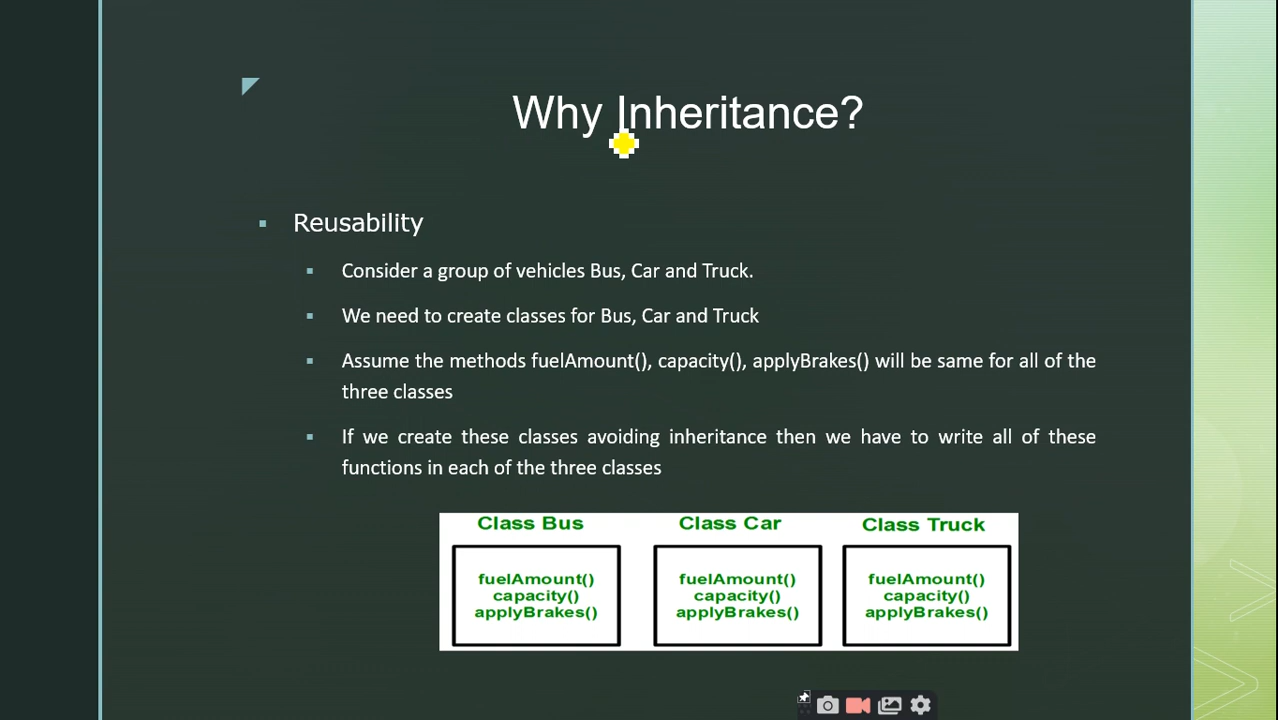 Why Inheritance?
Reusability
Consider a group of vehicles Bus, Car and Truck.
We need to create classes for Bus, Car and Truck
Assume the methods fuelAmount(), capacity(), applyBrakes() will be same for all of the
three classes
If we create these classes avoiding inheritance then we have to write all of these
functions in each of the three classes
Class Bus Class Car Class Truck
fuelAmount() fuelAmount() fuelAmount()
capacity() capacity() capacity()
applyBrakes() applyBrakes() applyBrakes()